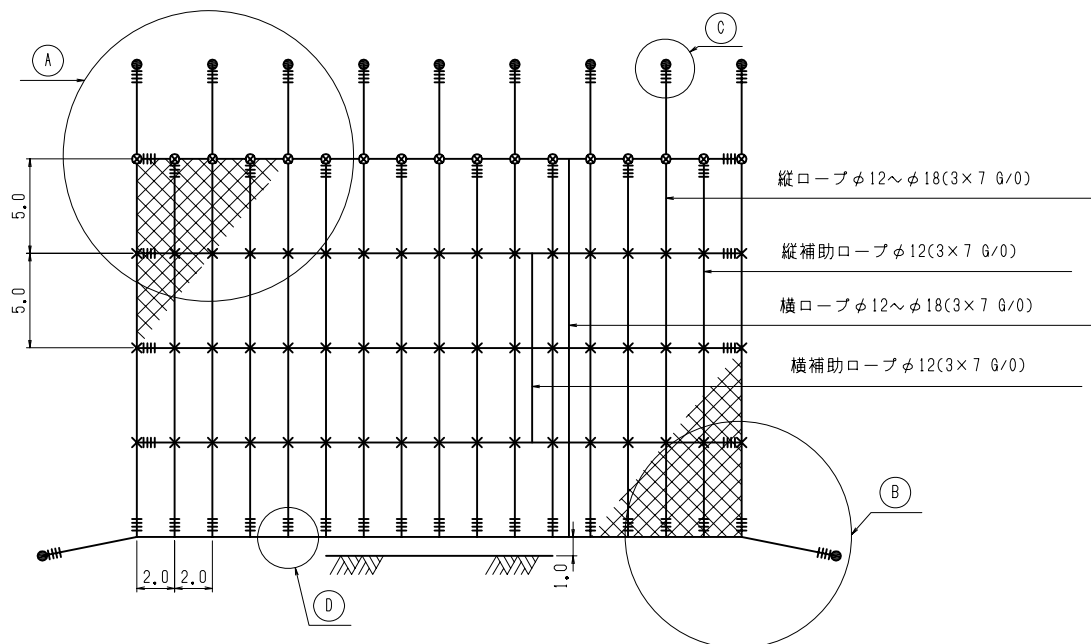 A
C
縦ロープφ12～φ18(3×7 G/0)
5.0
縦補助ロープφ12(3×7 G/0)
5.0
横ロープφ12～φ18(3×7 G/0)
横補助ロープφ12(3×7 G/0)
B
2.0 2.0
1.0
D